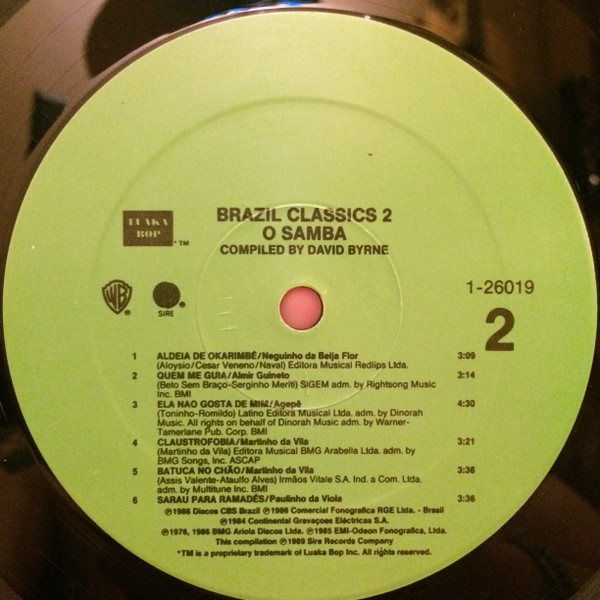 BRAZIL CLASSICS 2
O SAMBA
COMPILED BY DAVID BYRNE
LUAKA
BOP
*TM
WB
®
SIRE
®
1-26019
2
1 ALDEIA DE OKARIMBÉ/Neguinho da Beija Flor 3:09
(Aloysio/Cesar Veneno/Naval) Editora Musical Redlips Ltda.
2 QUEM ME GUIA/Almir Guineto 3:14
(Beto Sem Braço-Serginho Meriti) SIGEM adm. by Rightsong Music
Inc. BMI
3 ELA NAO GOSTA DE MIM/Agepê 4:30
(Toninho-Romildo) Latino Editora Musical Ltda. adm. by Dinorah
Music. All rights on behalf of Dinorah Music adm. by Warner-
Tamerlane Pub. Corp. BMI
4 CLAUSTROFOBIA/Martinho da Vila 3:21
(Martinho da Vila) Editora Musical BMG Arabella Ltda. adm. by
BMG Songs, Inc. ASCAP
5 BATUCA NO CHÃO/Martinho da Vila 3:36
(Assis Valente-Ataulfo Alves) Irmãos Vitale S.A. Ind. a Com. Ltda.
adm. by Multitune Inc. BMI
6 SARAU PARA RAMADÉS/Paulinho da Viola 3:36
℗1986 Discos CBS Brazil ℗1986 Comercial Fonografica RGE Ltda. - Brasil
℗1984 Continental Gravaçoes Eléctricas S.A.
℗1976, 1986 BMG Ariola Discos Ltda. ℗1985 EMI-Odeon Fonografica, Ltda.
This compilation ℗1989 Sire Records Company
*TM is a proprietary trademark of Luaka Bop Inc. All rights reserved.